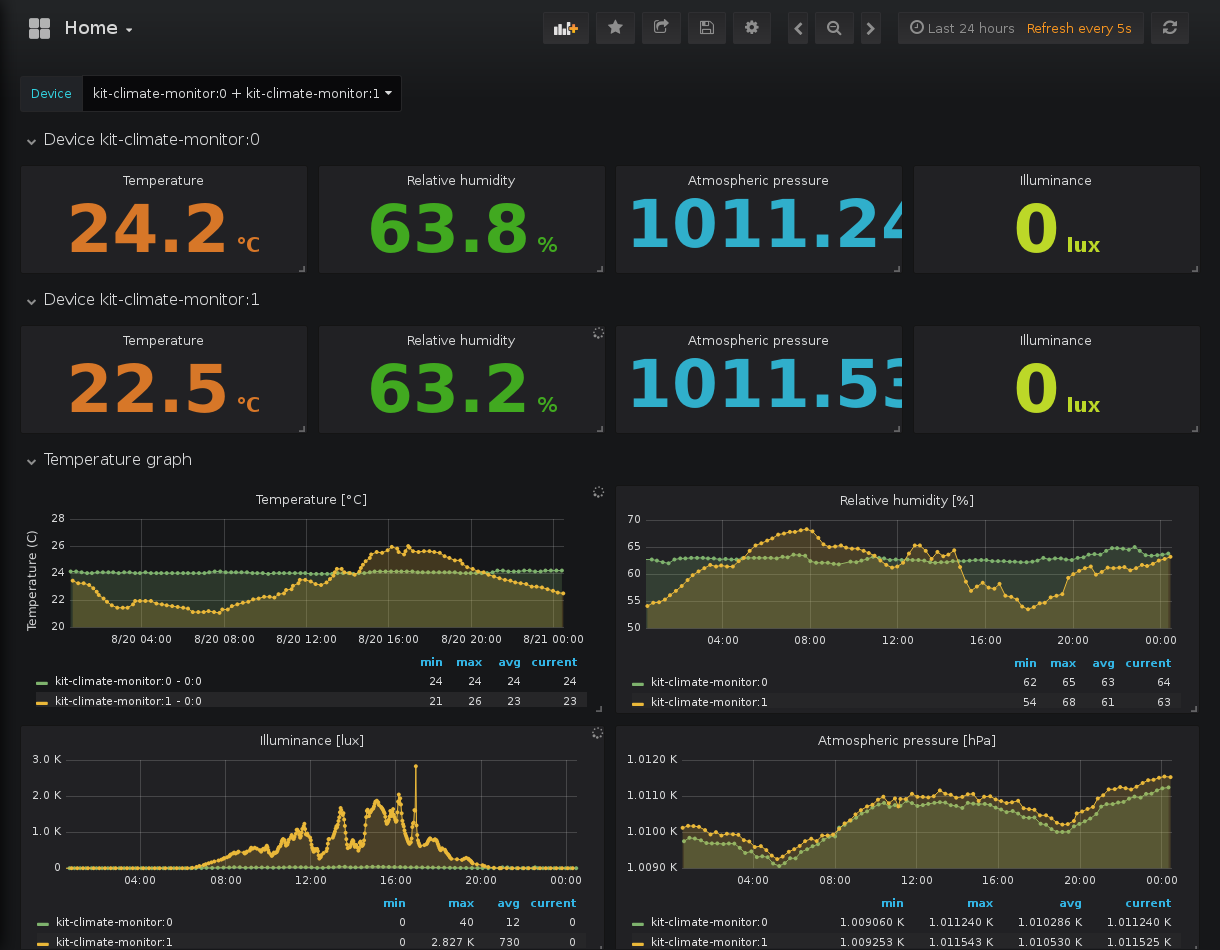 Home
Last 24 hours Refresh every 5s
Device kit-climate-monitor:0 + kit-climate-monitor:1
Device kit-climate-monitor:0
Temperature Relative humidity Atmospheric pressure Illuminance
24.2 °C 63.8 % 1011.24 0 lux
Device kit-climate-monitor:1
Temperature Relative humidity Atmospheric pressure Illuminance
22.5 °C 63.2 % 1011.53 0 lux
Temperature graph
Temperature [°C]
Temperature (C)
28
26
24
22
20
8/20 04:00 8/20 08:00 8/20 12:00 8/20 16:00 8/20 20:00 8/21 00:00
min max avg current
kit-climate-monitor:0 - 0:0 24 24 24 24
kit-climate-monitor:1 - 0:0 21 26 23 23
Relative humidity [%]
70
65
60
55
50
04:00 08:00 12:00 16:00 20:00 00:00
min max avg current
kit-climate-monitor:0 62 65 63 64
kit-climate-monitor:1 54 68 61 63
Illuminance [lux]
3.0 K
2.0 K
1.0 K
0
04:00 08:00 12:00 16:00 20:00 00:00
min max avg current
kit-climate-monitor:0 0 40 12 0
kit-climate-monitor:1 0 2.827 K 730 0
Atmospheric pressure [hPa]
1.0120 K
1.0110 K
1.0100 K
1.0090 K
04:00 08:00 12:00 16:00 20:00 00:00
min max avg current
kit-climate-monitor:0 1.009060 K 1.011240 K 1.010286 K 1.011240 K
kit-climate-monitor:1 1.009253 K 1.011543 K 1.010530 K 1.011525 K